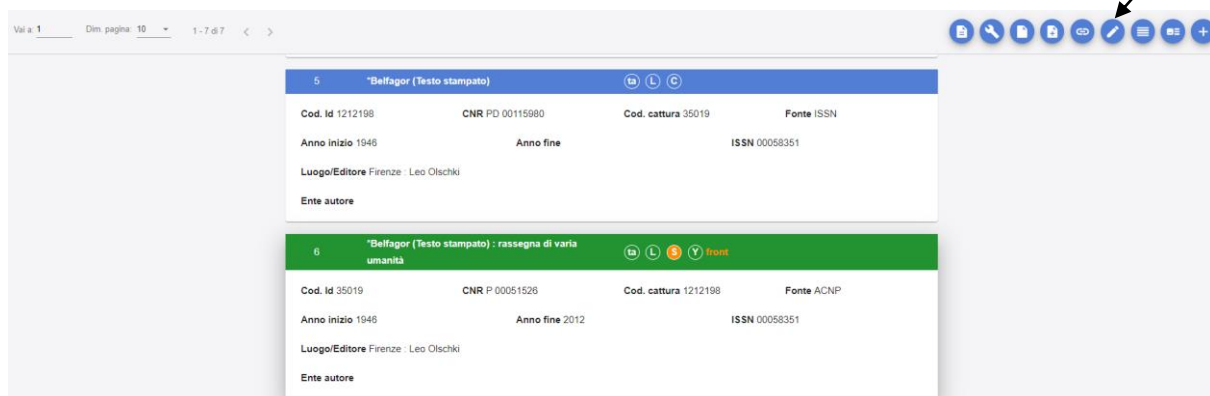 Vai a: 1 Dim. pagina: 10 1 - 7 di 7
5 *Belfagor (Testo stampato) ta L C
Cod. Id 1212198 CNR PD 00115980 Cod. cattura 35019 Fonte ISSN
Anno inizio 1946 Anno fine ISSN 00058351
Luogo/Editore Firenze : Leo Olschki
Ente autore
6 *Belfagor (Testo stampato) : rassegna di varia
umanità ta L S Y front
Cod. Id 35019 CNR P 00051526 Cod. cattura 1212198 Fonte ACNP
Anno inizio 1946 Anno fine 2012 ISSN 00058351
Luogo/Editore Firenze : Leo Olschki
Ente autore